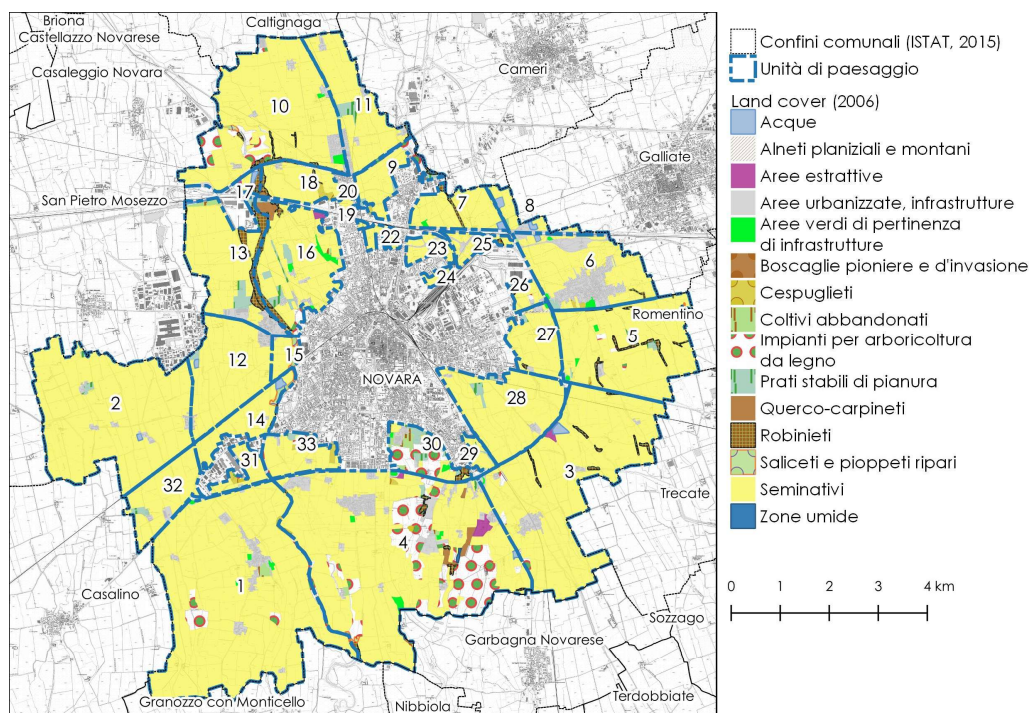 Briona
Caltignaga
Castellazzo Novarese
Casaleggio Novara
Cameri
Galliate
San Pietro Mosezzo
Romentino
NOVARA
Trecate
Casalino
Sozzago
Garbagna Novarese
Terdobbiate
Granozzo con Monticello
Nibbiola
10
11
9
18
17
20
19
7
8
22
23
25
13
16
24
6
26
27
5
12
15
2
28
14
30
33
29
31
32
3
4
1
Confini comunali (ISTAT, 2015)
Unità di paesaggio
Land cover (2006)
Acque
Alneti planiziali e montani
Aree estrattive
Aree urbanizzate, infrastrutture
Aree verdi di pertinenza
di infrastrutture
Boscaglie pioniere e d'invasione
Cespuglieti
Coltivi abbandonati
Impianti per arboricoltura
da legno
Prati stabili di pianura
Querco-carpineti
Robinieti
Saliceti e pioppeti ripari
Seminativi
Zone umide
0 1 2 3 4 km